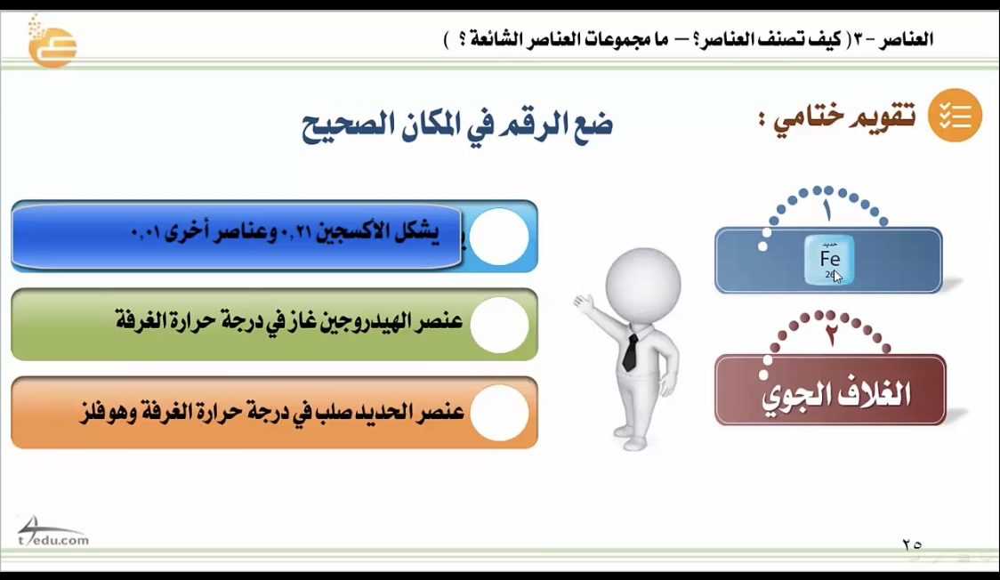 العناصر -٣( كيف تصنف العناصر؟ – ما مجموعات العناصر الشائعة ؟ )
تقويم ختامي :
ضع الرقم في المكان الصحيح
١
حديد
Fe
26
٢
الغلاف الجوي
يشكل الأكسجين ٠,٢١ وعناصر أخرى ٠,٠١
عنصر الهيدروجين غاز في درجة حرارة الغرفة
عنصر الحديد صلب في درجة حرارة الغرفة وهو فلز
t4edu.com
٢٥